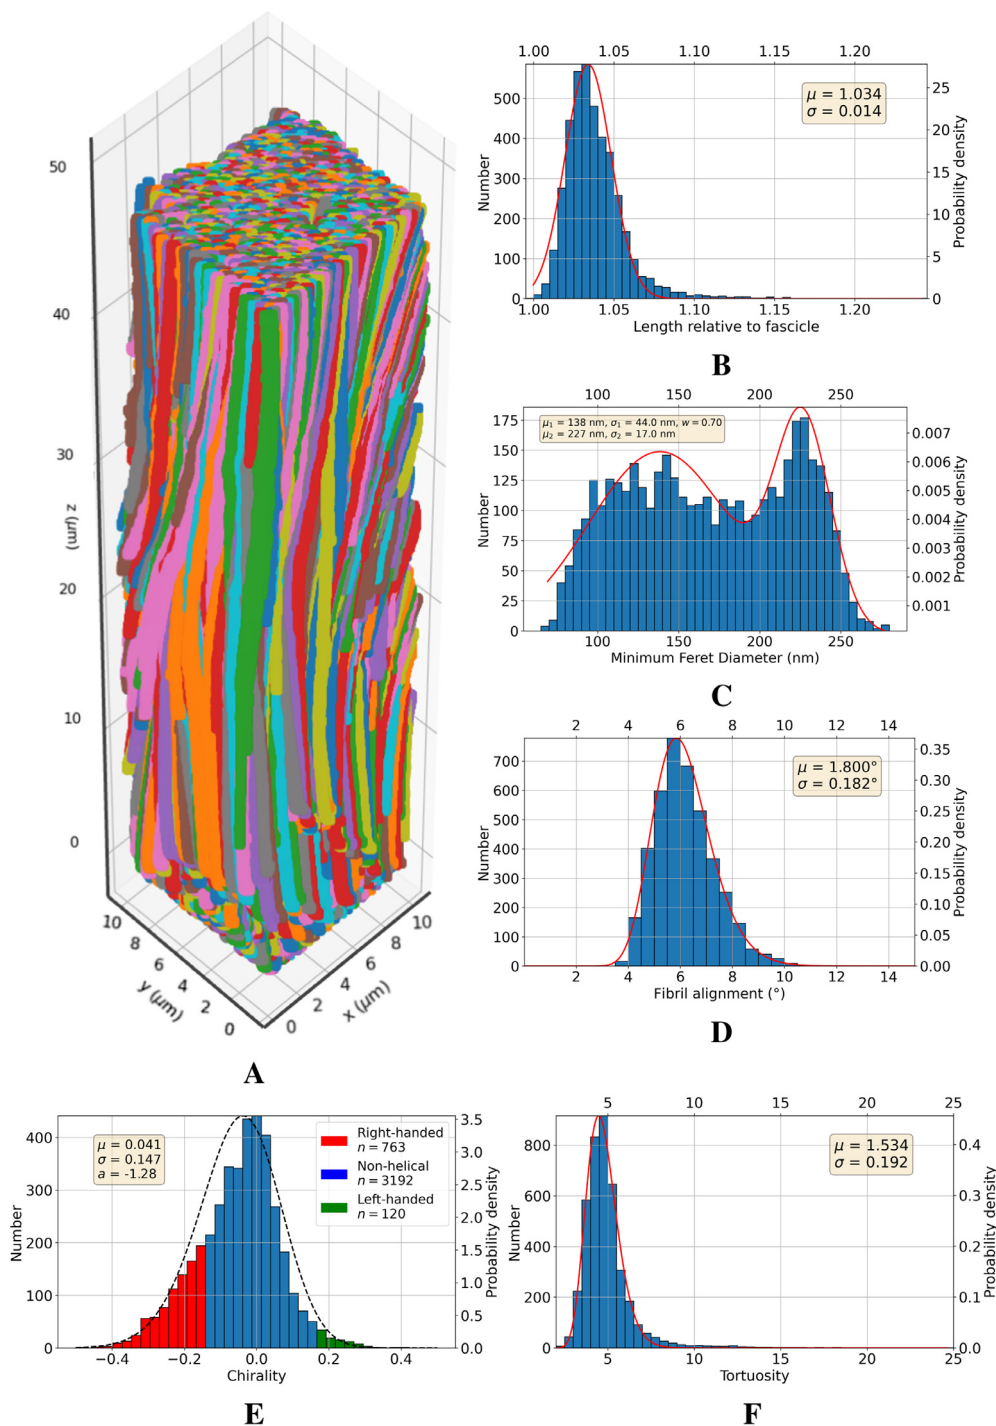 50
40
30
z (μm)
20
10
0
10
8
6
4
2
0
y (μm)
0
2
4
6
8
10
x (μm)
A
1.00 1.05 1.10 1.15 1.20
μ = 1.034
σ = 0.014
500
400
300
200
100
0
Number
25
20
15
10
5
0
Probability density
1.00 1.05 1.10 1.15 1.20
Length relative to fascicle
B
100 150 200 250
μ₁ = 138 nm, σ₁ = 44.0 nm, w = 0.70
μ₂ = 227 nm, σ₂ = 17.0 nm
175
150
125
100
75
50
25
0
Number
0.007
0.006
0.005
0.004
0.003
0.002
0.001
Probability density
100 150 200 250
Minimum Feret Diameter (nm)
C
2 4 6 8 10 12 14
μ = 1.800°
σ = 0.182°
700
600
500
400
300
200
100
0
Number
0.35
0.30
0.25
0.20
0.15
0.10
0.05
0.00
Probability density
2 4 6 8 10 12 14
Fibril alignment (°)
D
μ = 0.041
σ = 0.147
a = -1.28
Right-handed
n = 763
Non-helical
n = 3192
Left-handed
n = 120
400
300
200
100
0
Number
3.5
3.0
2.5
2.0
1.5
1.0
0.5
0.0
Probability density
−0.4 −0.2 0.0 0.2 0.4
Chirality
E
5 10 15 20 25
μ = 1.534
σ = 0.192
800
600
400
200
0
Number
0.4
0.3
0.2
0.1
0.0
Probability density
5 10 15 20 25
Tortuosity
F